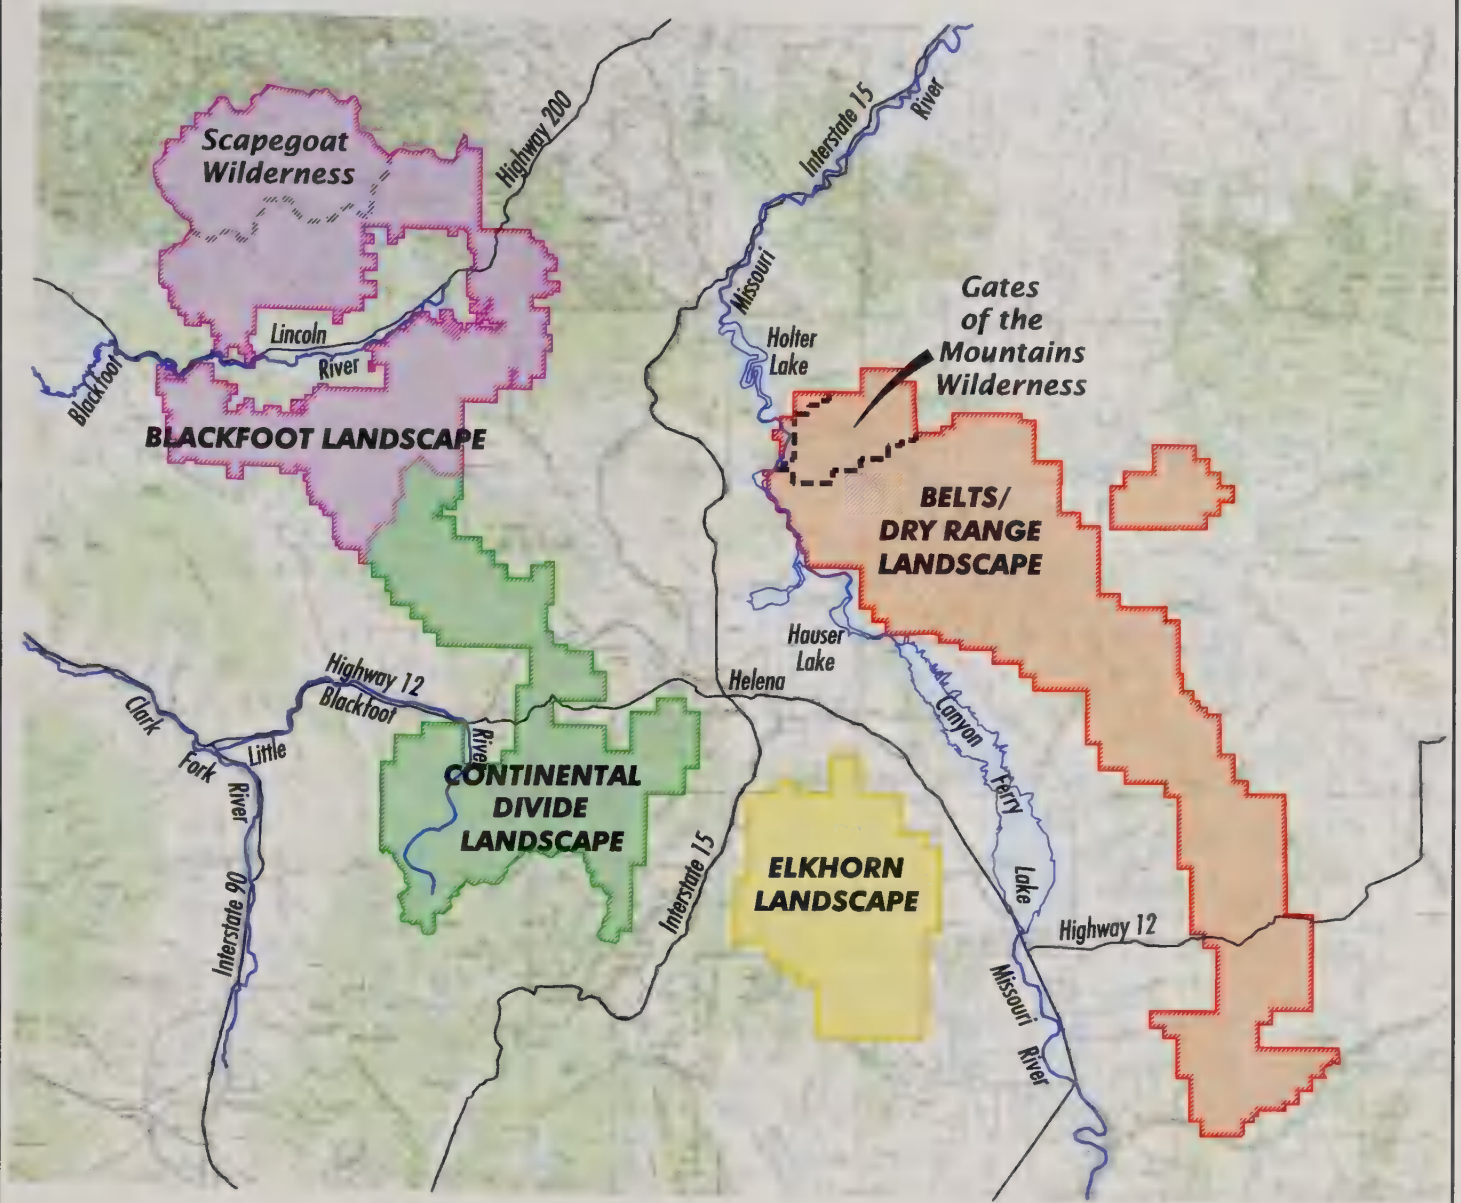 Scapegoat
Wilderness
Highway 200
Interstate 15
River
Missouri
Holter
Lake
Gates
of the
Mountains
Wilderness
Lincoln
River
Blackfoot
BLACKFOOT LANDSCAPE
BELTS/
DRY RANGE
LANDSCAPE
Hauser
Lake
Highway 12
Blackfoot
Helena
Clark
Fork
Little
River
River
Canyon
Ferry
Lake
CONTINENTAL
DIVIDE
LANDSCAPE
ELKHORN
LANDSCAPE
Interstate 15
Interstate 90
Highway 12
Missouri
River